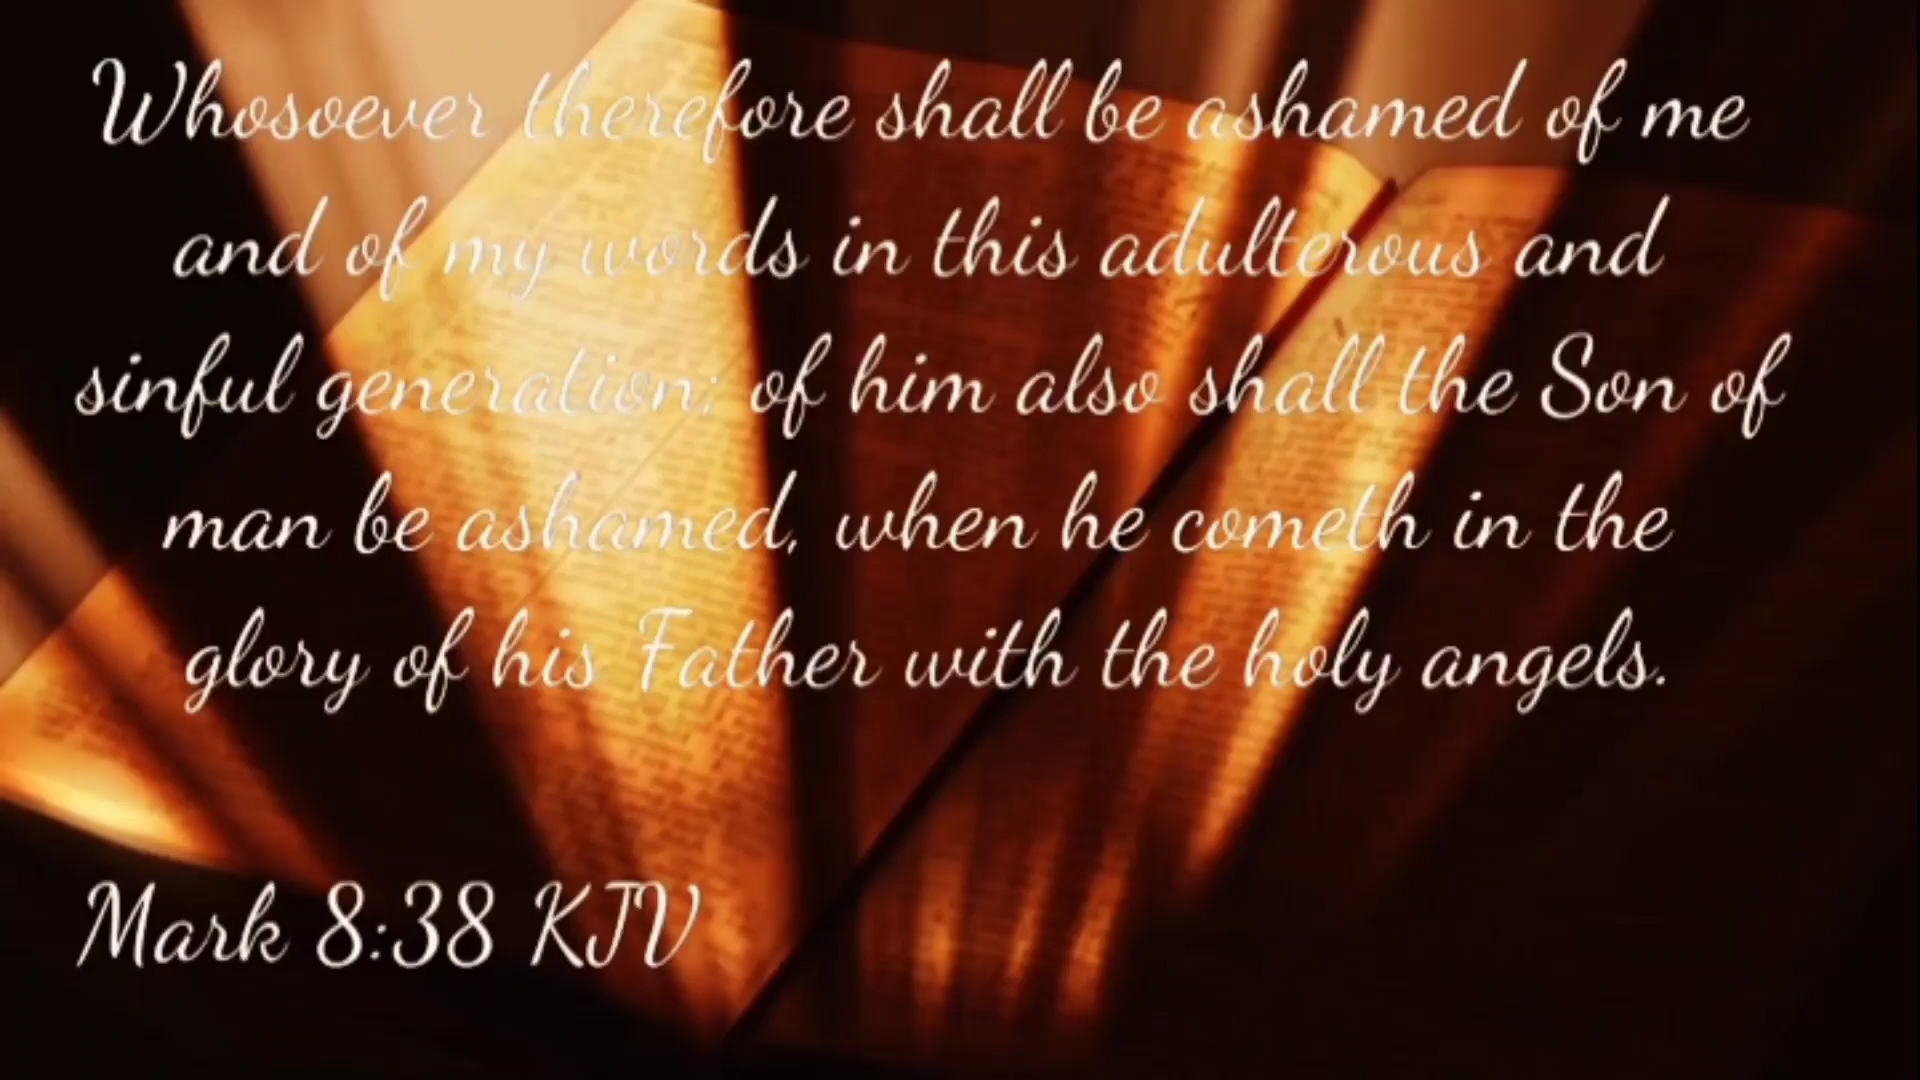 Whosoever therefore shall be ashamed of me
and of my words in this adulterous and
sinful generation; of him also shall the Son of
man be ashamed, when he cometh in the
glory of his Father with the holy angels.
Mark 8:38 KJV